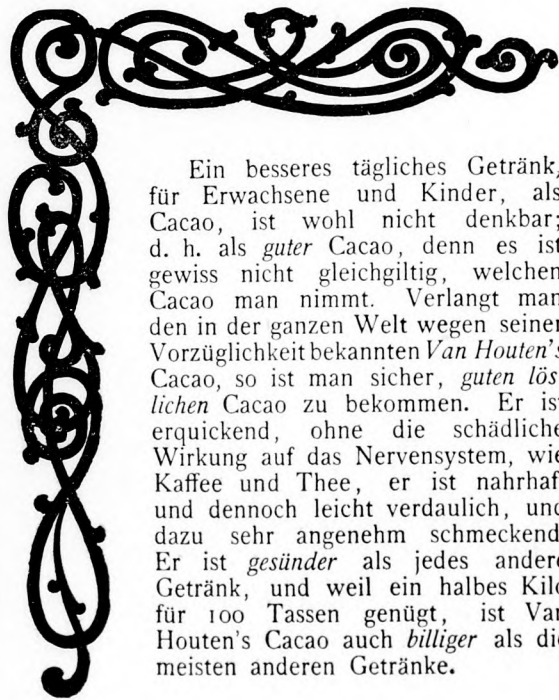 Ein besseres tägliches Getränk,
für Erwachsene und Kinder, als
Cacao, ist wohl nicht denkbar;
d. h. als guter Cacao, denn es ist
gewiss nicht gleichgiltig, welchen
Cacao man nimmt. Verlangt man
den in der ganzen Welt wegen seiner
Vorzüglichkeit bekannten Van Houten's
Cacao, so ist man sicher, guten lös
lichen Cacao zu bekommen. Er ist
erquickend, ohne die schädliche
Wirkung auf das Nervensystem, wie
Kaffee und Thee, er ist nahrhaf
und dennoch leicht verdaulich, und
dazu sehr angenehm schmeckend
Er ist gesünder als jedes andere
Getränk, und weil ein halbes Kilo
für 100 Tassen genügt, ist Van
Houten's Cacao auch billiger als die
meisten anderen Getränke.